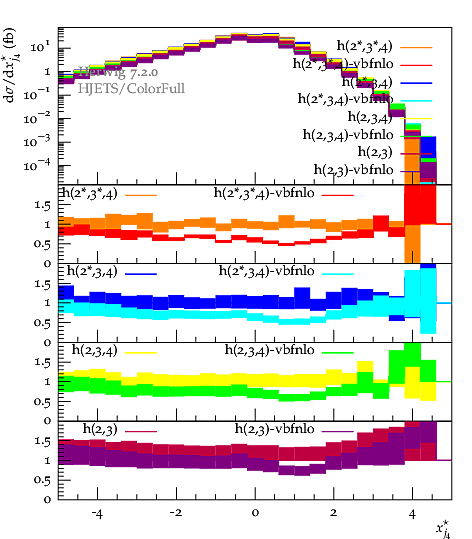 dσ/dx*j4 (fb)
10^1
1
10^−1
10^−2
10^−3
10^−4
Herwig 7.2.0
HJETS/ColorFull
h(2*,3*,4)
h(2*,3*,4)-vbfnlo
h(2*,3,4)
h(2*,3,4)-vbfnlo
h(2,3,4)
h(2,3,4)-vbfnlo
h(2,3)
h(2,3)-vbfnlo
h(2*,3*,4) h(2*,3*,4)-vbfnlo
1.5
1
0.5
0
h(2*,3,4) h(2*,3,4)-vbfnlo
1.5
1
0.5
0
h(2,3,4) h(2,3,4)-vbfnlo
1.5
1
0.5
0
h(2,3) h(2,3)-vbfnlo
1.5
1
0.5
0
-4 -2 0 2 4
x*j4